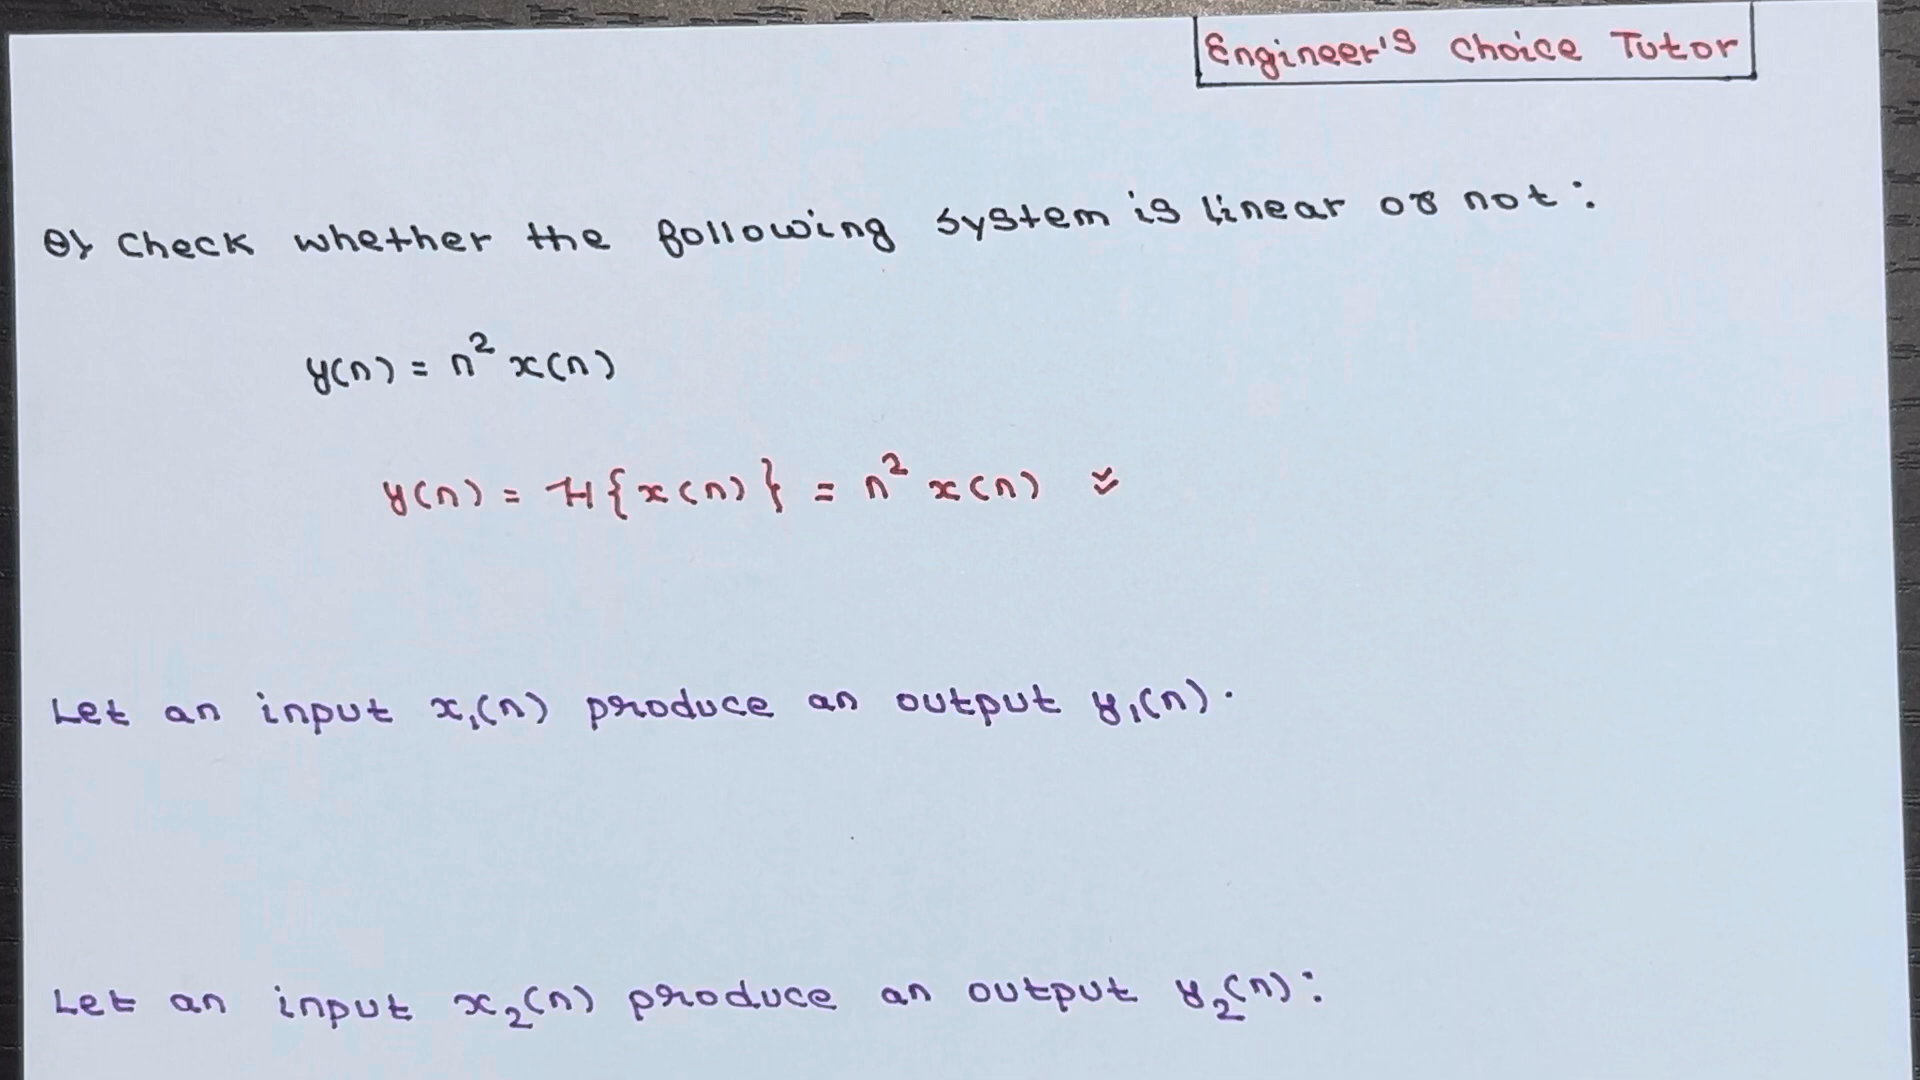 Engineer's Choice Tutor
Q) Check whether the following system is linear or not:
y(n) = n² x(n)
y(n) = H{x(n)} = n² x(n)
Let an input x₁(n) produce an output y₁(n).
Let an input x₂(n) produce an output y₂(n):